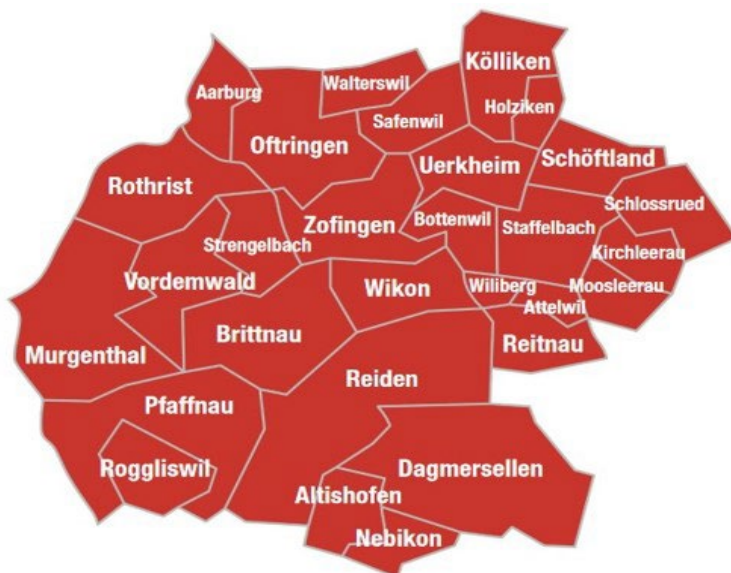 Kölliken
Walterswil
Aarburg
Holziken
Safenwil
Oftringen
Uerkheim
Schöftland
Rothrist
Schlossrued
Zofingen
Bottenwil
Staffelbach
Strengelbach
Kirchleerau
Vordemwald
Wikon
Wiliberg
Moosleerau
Attelwil
Brittnau
Reitnau
Murgenthal
Reiden
Pfaffnau
Roggliswil
Dagmersellen
Altishofen
Nebikon